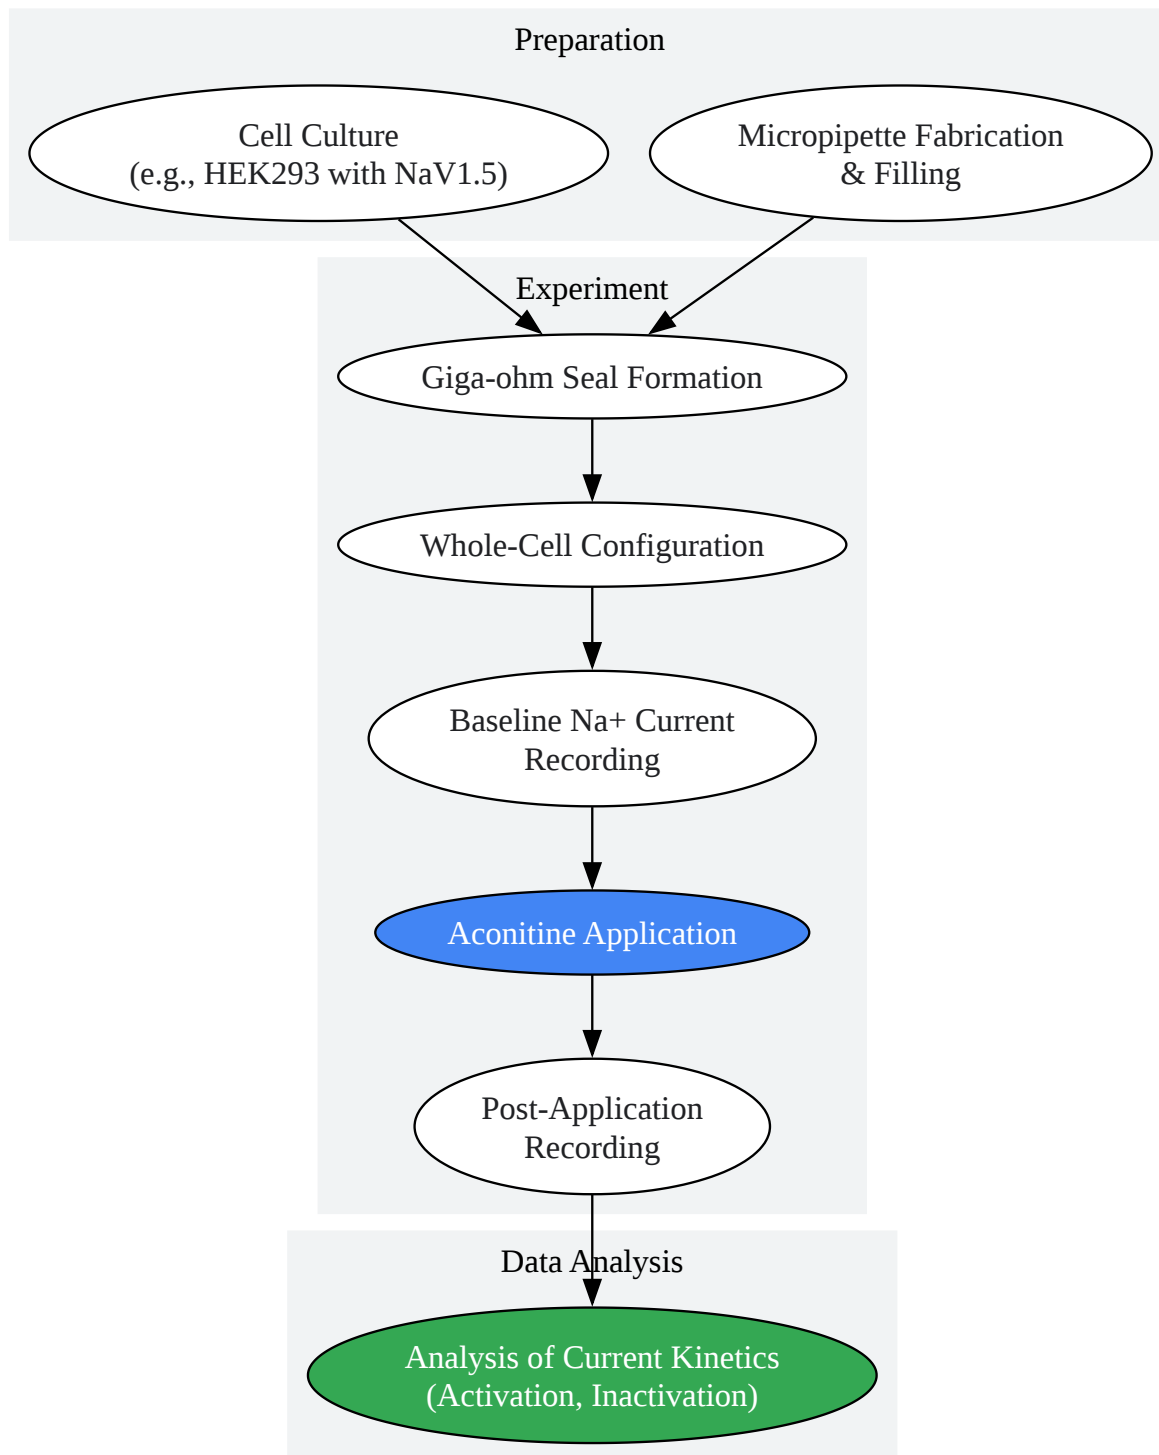 Preparation
Cell Culture
(e.g., HEK293 with NaV1.5)
Micropipette Fabrication
& Filling
Experiment
Giga-ohm Seal Formation
Whole-Cell Configuration
Baseline Na+ Current
Recording
Aconitine Application
Post-Application
Recording
Data Analysis
Analysis of Current Kinetics
(Activation, Inactivation)